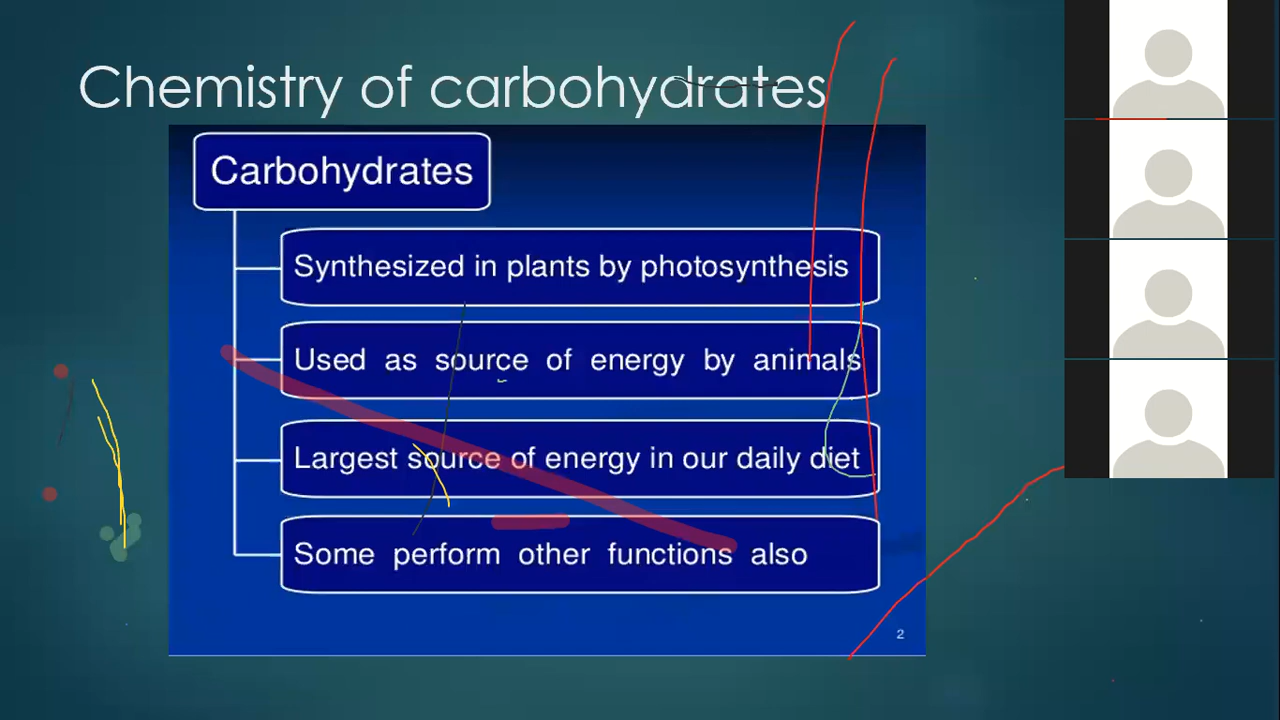 Chemistry of carbohydrates
Carbohydrates
Synthesized in plants by photosynthesis
Used as source of energy by animals
Largest source of energy in our daily diet
Some perform other functions also
2